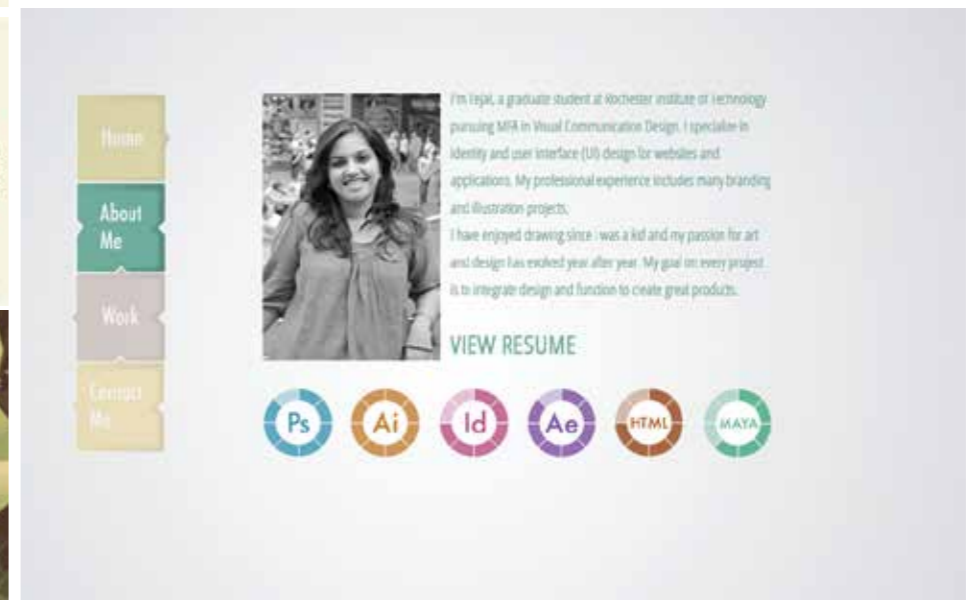 Home
About
Me
Work
Contact
Me
I'm Tejal, a graduate student at Rochester Institute of Technology
pursuing MFA in Visual Communication Design. I specialize in
identity and user interface (UI) design for websites and
applications. My professional experience includes many branding
and illustration projects.
I have enjoyed drawing since i was a kid and my passion for art
and design has evolved year after year. My goal on every project
is to integrate design and function to create great products.
VIEW RESUME
Ps
Ai
Id
Ae
HTML
MAYA